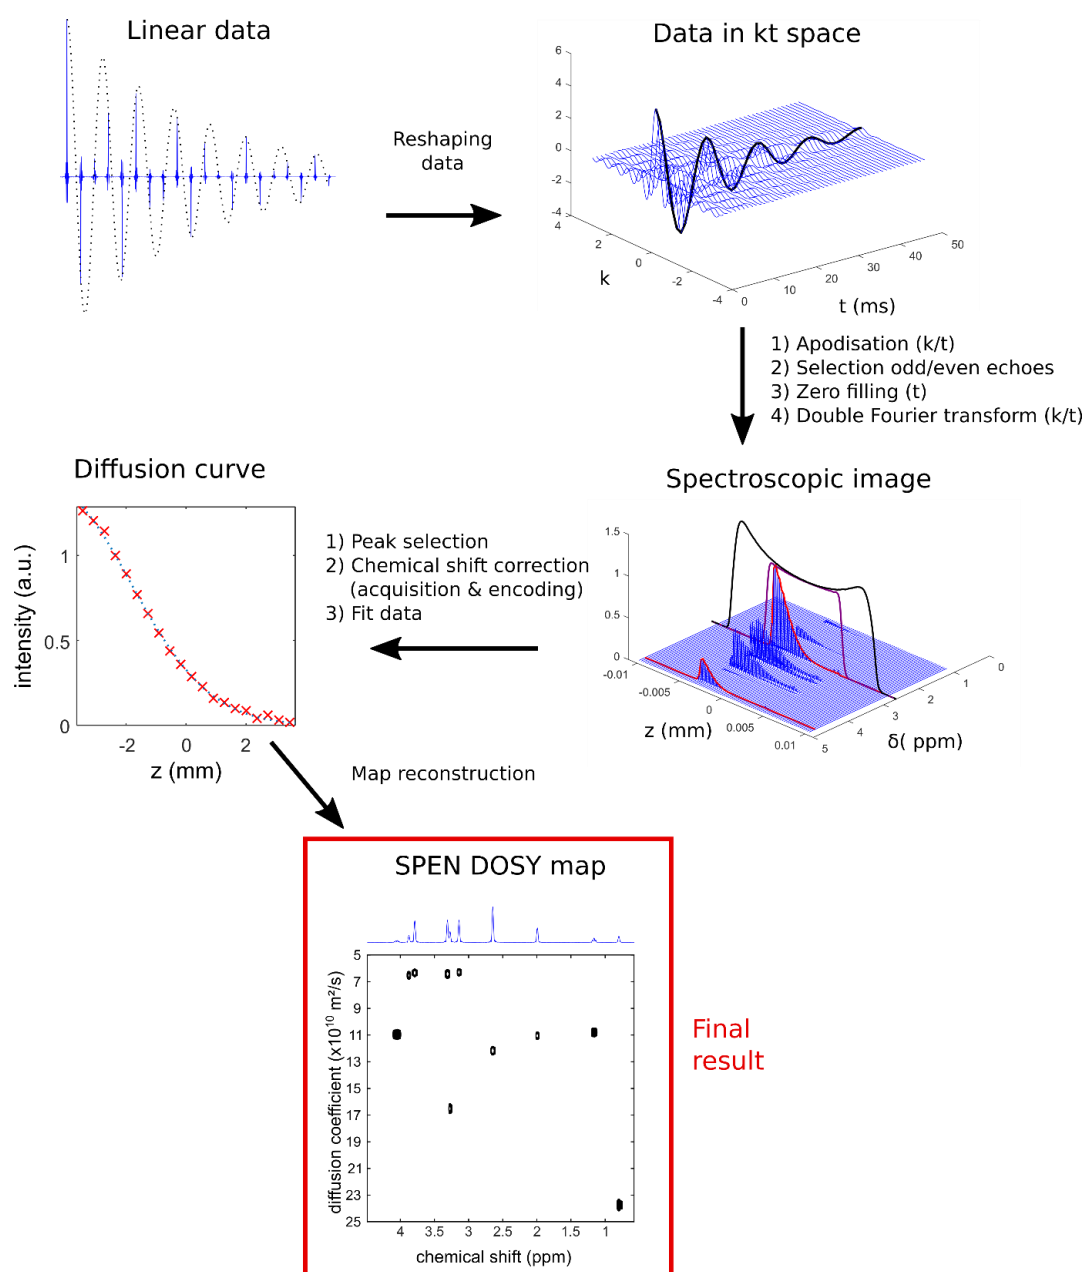 Linear data
Data in kt space
6
4
2
0
-2
-4
4
2
0
-2
-4
k
0
10
20
30
40
50
t (ms)
Reshaping
data
1) Apodisation (k/t)
2) Selection odd/even echoes
3) Zero filling (t)
4) Double Fourier transform (k/t)
Diffusion curve
intensity (a.u.)
1
0.5
0
-2
0
2
z (mm)
1) Peak selection
2) Chemical shift correction
(acquisition & encoding)
3) Fit data
Spectroscopic image
1.5
1
0.5
0
-0.01
-0.005
0
0.005
0.01
z (mm)
5
4
3
2
1
0
δ( ppm)
Map reconstruction
SPEN DOSY map
diffusion coefficient (x10¹⁰ m²/s)
5
7
9
11
13
15
17
19
21
23
25
4
3.5
3
2.5
2
1.5
1
chemical shift (ppm)
Final
result